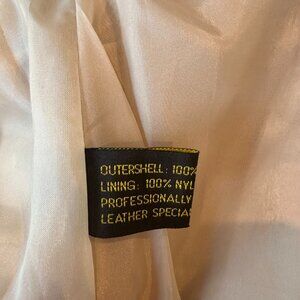 OUTERSHELL: 100%
LINING: 100% NYL
PROFESSIONALLY
LEATHER SPECIA